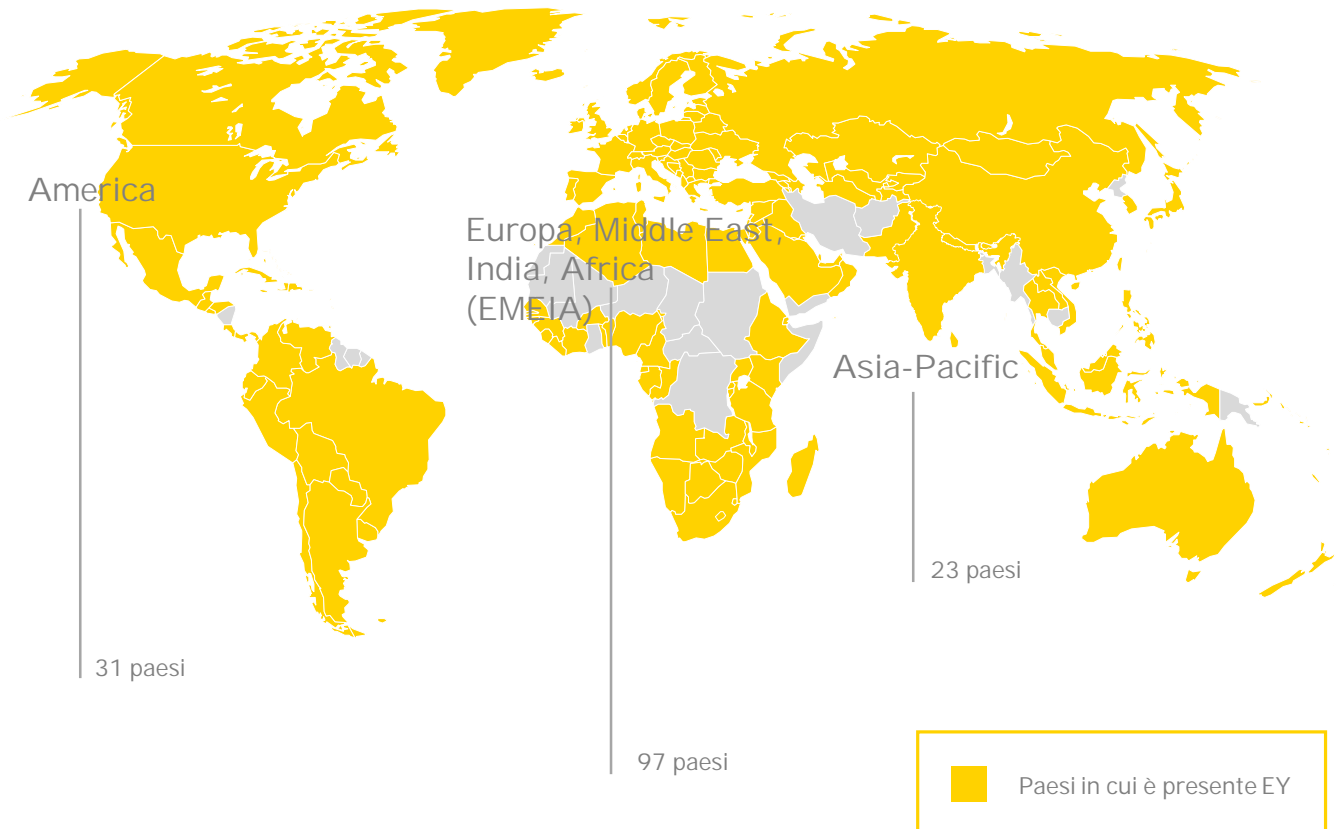 America
Europa, Middle East,
India, Africa
(EMEIA)
Asia-Pacific
23 paesi
31 paesi
97 paesi
Paesi in cui è presente EY